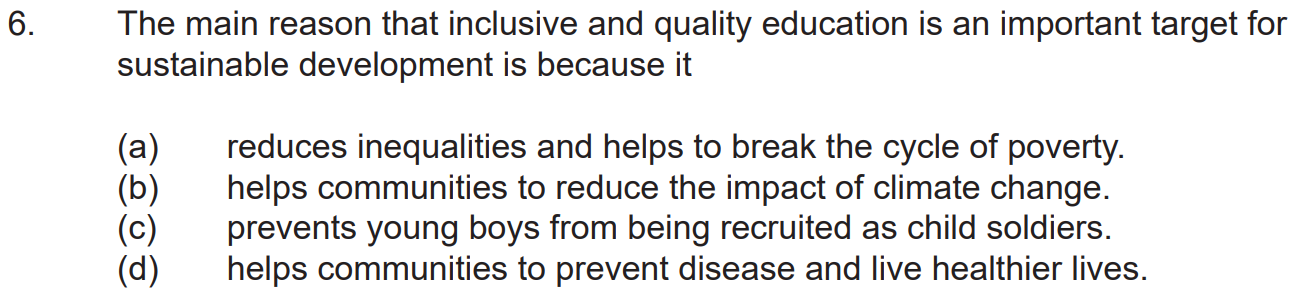 6. The main reason that inclusive and quality education is an important target for
sustainable development is because it
(a) reduces inequalities and helps to break the cycle of poverty.
(b) helps communities to reduce the impact of climate change.
(c) prevents young boys from being recruited as child soldiers.
(d) helps communities to prevent disease and live healthier lives.